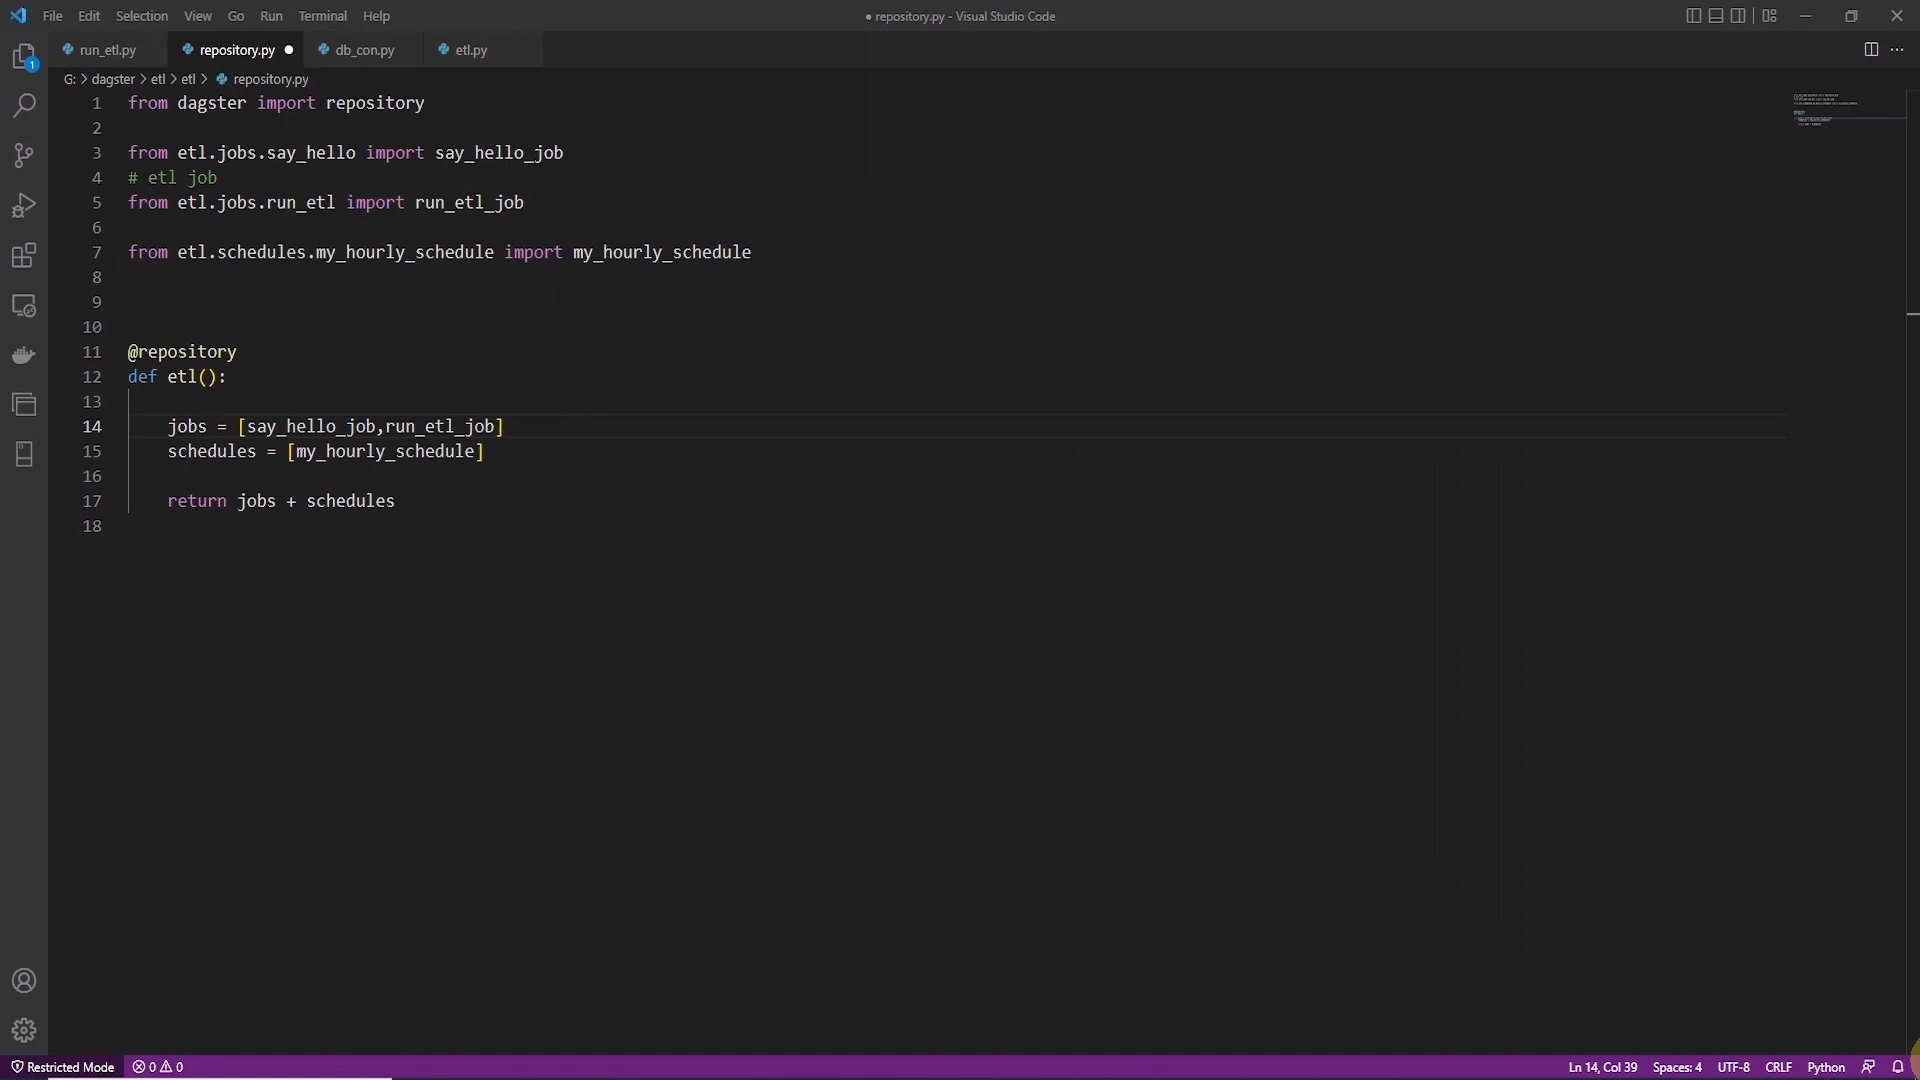 File Edit Selection View Go Run Terminal Help
● repository.py - Visual Studio Code
run_etl.py repository.py ● db_con.py etl.py
G: > dagster > etl > etl > repository.py
1
1 from dagster import repository
2
3 from etl.jobs.say_hello import say_hello_job
4 # etl job
5 from etl.jobs.run_etl import run_etl_job
6
7 from etl.schedules.my_hourly_schedule import my_hourly_schedule
8
9
10
11 @repository
12 def etl():
13
14 jobs = [say_hello_job,run_etl_job]
15 schedules = [my_hourly_schedule]
16
17 return jobs + schedules
18
Restricted Mode 0 0 Ln 14, Col 39 Spaces: 4 UTF-8 CRLF Python